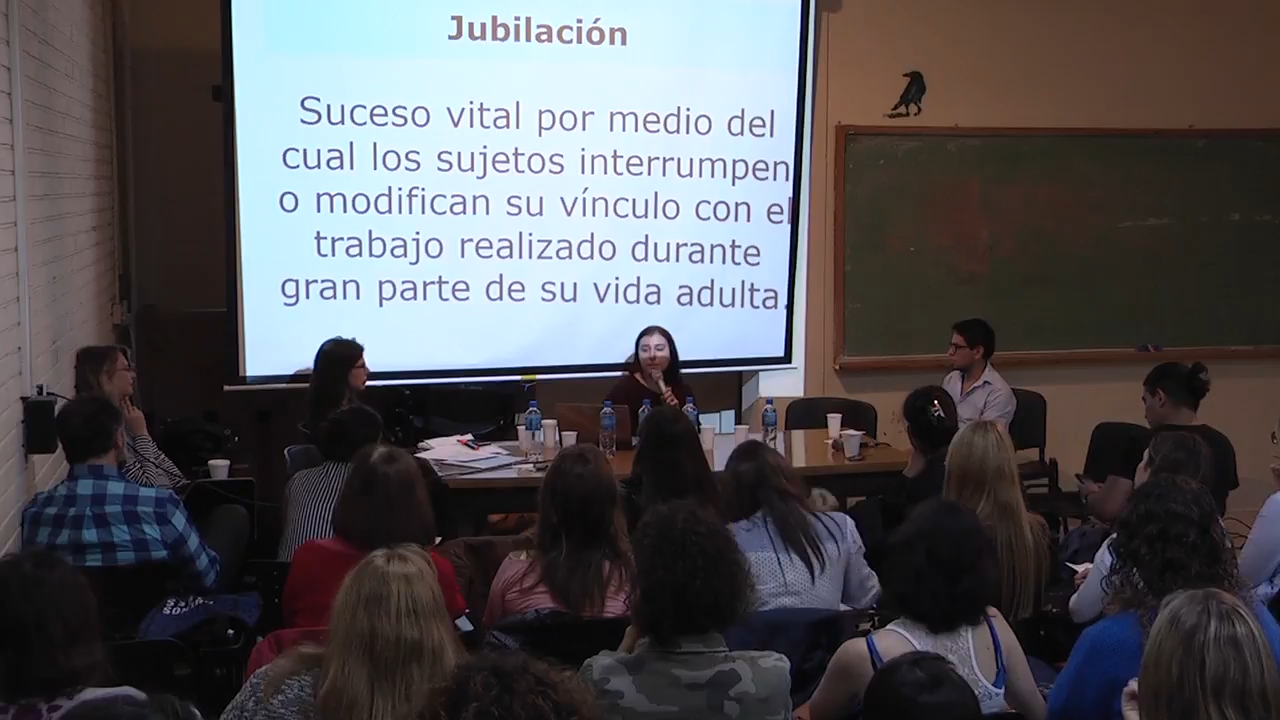 Jubilación
Suceso vital por medio del
cual los sujetos interrumpen
o modifican su vínculo con el
trabajo realizado durante
gran parte de su vida adulta.